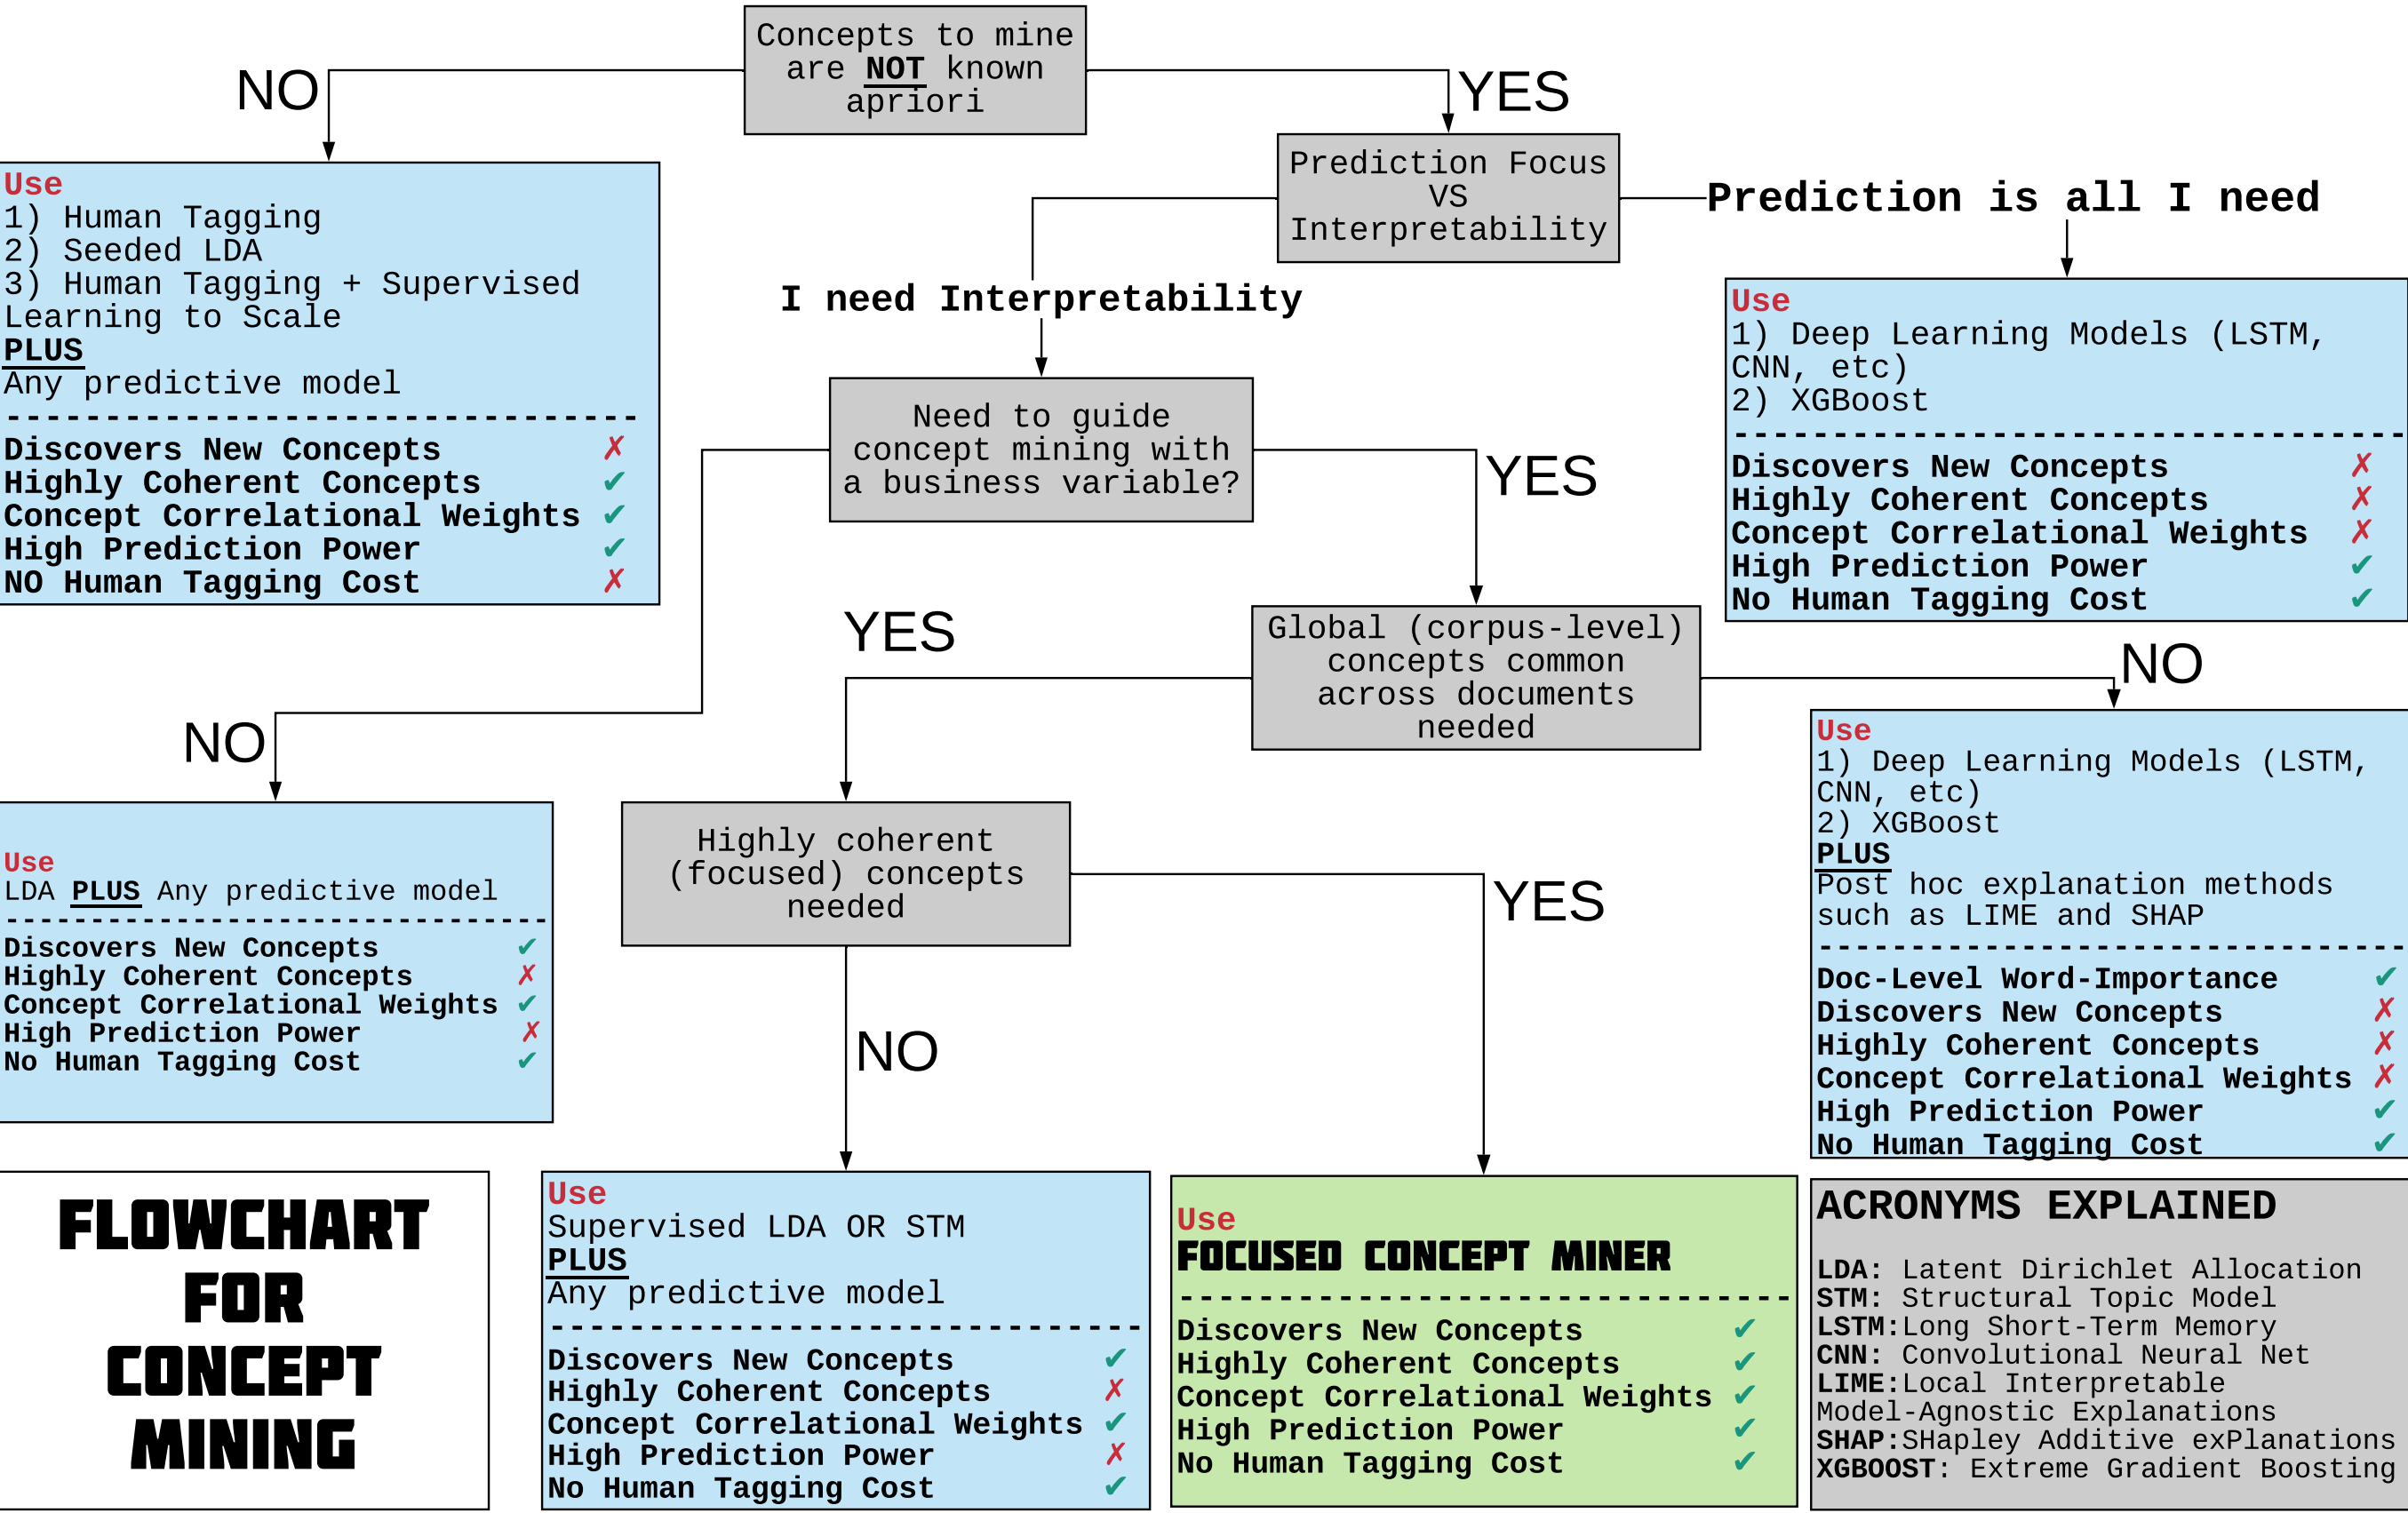 Concepts to mine
are NOT known
apriori
NO
YES
Use
1) Human Tagging
2) Seeded LDA
3) Human Tagging + Supervised
Learning to Scale
PLUS
Any predictive model
--------------------------------
Discovers New Concepts ✗
Highly Coherent Concepts ✔
Concept Correlational Weights ✔
High Prediction Power ✔
NO Human Tagging Cost ✗
Prediction Focus
VS
Interpretability
Prediction is all I need
I need Interpretability
Use
1) Deep Learning Models (LSTM,
CNN, etc)
2) XGBoost
----------------------------------
Discovers New Concepts ✗
Highly Coherent Concepts ✗
Concept Correlational Weights ✗
High Prediction Power ✔
No Human Tagging Cost ✔
Need to guide
concept mining with
a business variable?
YES
NO
Global (corpus-level)
concepts common
across documents
needed
YES
NO
Use
LDA PLUS Any predictive model
--------------------------------
Discovers New Concepts ✔
Highly Coherent Concepts ✗
Concept Correlational Weights ✔
High Prediction Power ✗
No Human Tagging Cost ✔
Highly coherent
(focused) concepts
needed
YES
NO
Use
1) Deep Learning Models (LSTM,
CNN, etc)
2) XGBoost
PLUS
Post hoc explanation methods
such as LIME and SHAP
--------------------------------
Doc-Level Word-Importance ✔
Discovers New Concepts ✗
Highly Coherent Concepts ✗
Concept Correlational Weights ✗
High Prediction Power ✔
No Human Tagging Cost ✔
FLOWCHART
FOR
CONCEPT
MINING
Use
Supervised LDA OR STM
PLUS
Any predictive model
------------------------------
Discovers New Concepts ✔
Highly Coherent Concepts ✗
Concept Correlational Weights ✔
High Prediction Power ✗
No Human Tagging Cost ✔
Use
FOCUSED CONCEPT MINER
-------------------------------
Discovers New Concepts ✔
Highly Coherent Concepts ✔
Concept Correlational Weights ✔
High Prediction Power ✔
No Human Tagging Cost ✔
ACRONYMS EXPLAINED
LDA: Latent Dirichlet Allocation
STM: Structural Topic Model
LSTM:Long Short-Term Memory
CNN: Convolutional Neural Net
LIME:Local Interpretable
Model-Agnostic Explanations
SHAP:SHapley Additive exPlanations
XGBOOST: Extreme Gradient Boosting